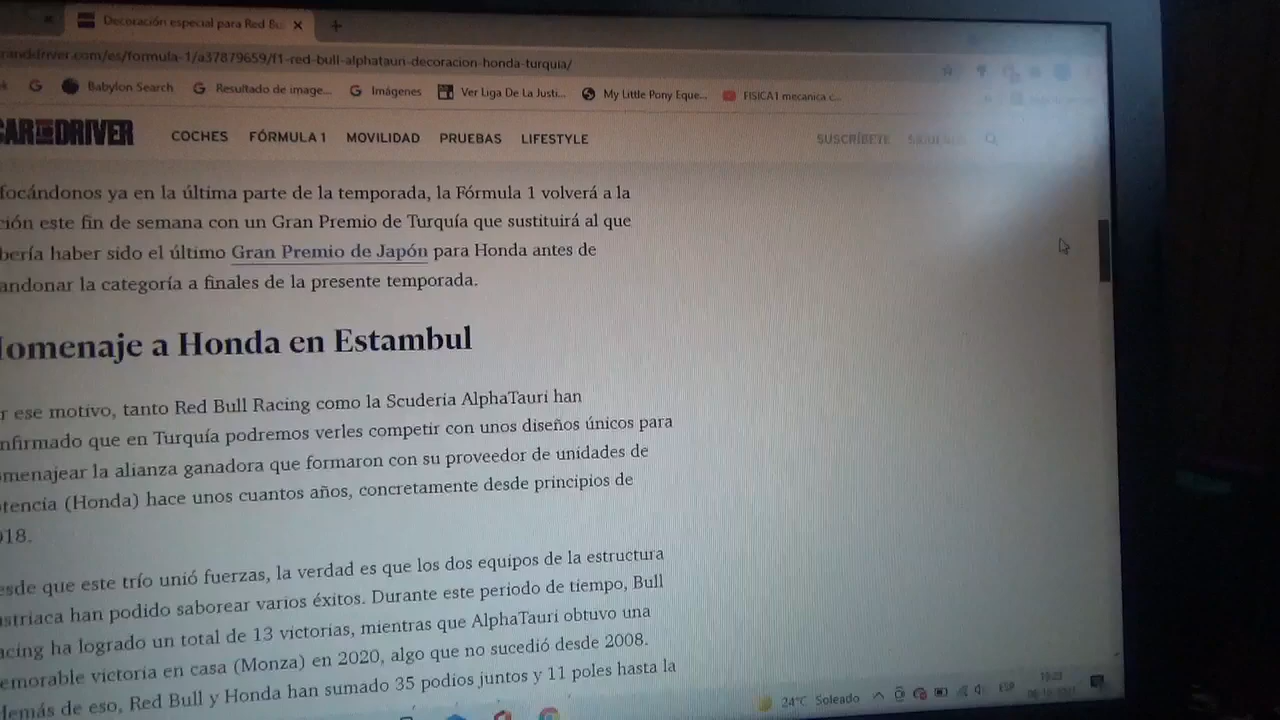 Decoración especial para Red Bu
/es/formula-1/a37879659/f1-red-bull-alphatauri-decoracion-honda-turquia/
Babylon Search
Resultado de image...
Imágenes
Ver Liga De La Justi...
My Little Pony Eque...
FISICA1 mecanica c...
CAR AND DRIVER
COCHES FÓRMULA 1 MOVILIDAD PRUEBAS LIFESTYLE
SUSCRÍBETE
focándonos ya en la última parte de la temporada, la Fórmula 1 volverá a la
ción este fin de semana con un Gran Premio de Turquía que sustituirá al que
bería haber sido el último Gran Premio de Japón para Honda antes de
andonar la categoría a finales de la presente temporada.
omenaje a Honda en Estambul
r ese motivo, tanto Red Bull Racing como la Scuderia AlphaTauri han
nfirmado que en Turquía podremos verles competir con unos diseños únicos para
menajear la alianza ganadora que formaron con su proveedor de unidades de
tencia (Honda) hace unos cuantos años, concretamente desde principios de
18.
esde que este trío unió fuerzas, la verdad es que los dos equipos de la estructura
striaca han podido saborear varios éxitos. Durante este periodo de tiempo, Bull
acing ha logrado un total de 13 victorias, mientras que AlphaTauri obtuvo una
emorable victoria en casa (Monza) en 2020, algo que no sucedió desde 2008.
demás de eso, Red Bull y Honda han sumado 35 podios juntos y 11 poles hasta la
24°C Soleado
ESP